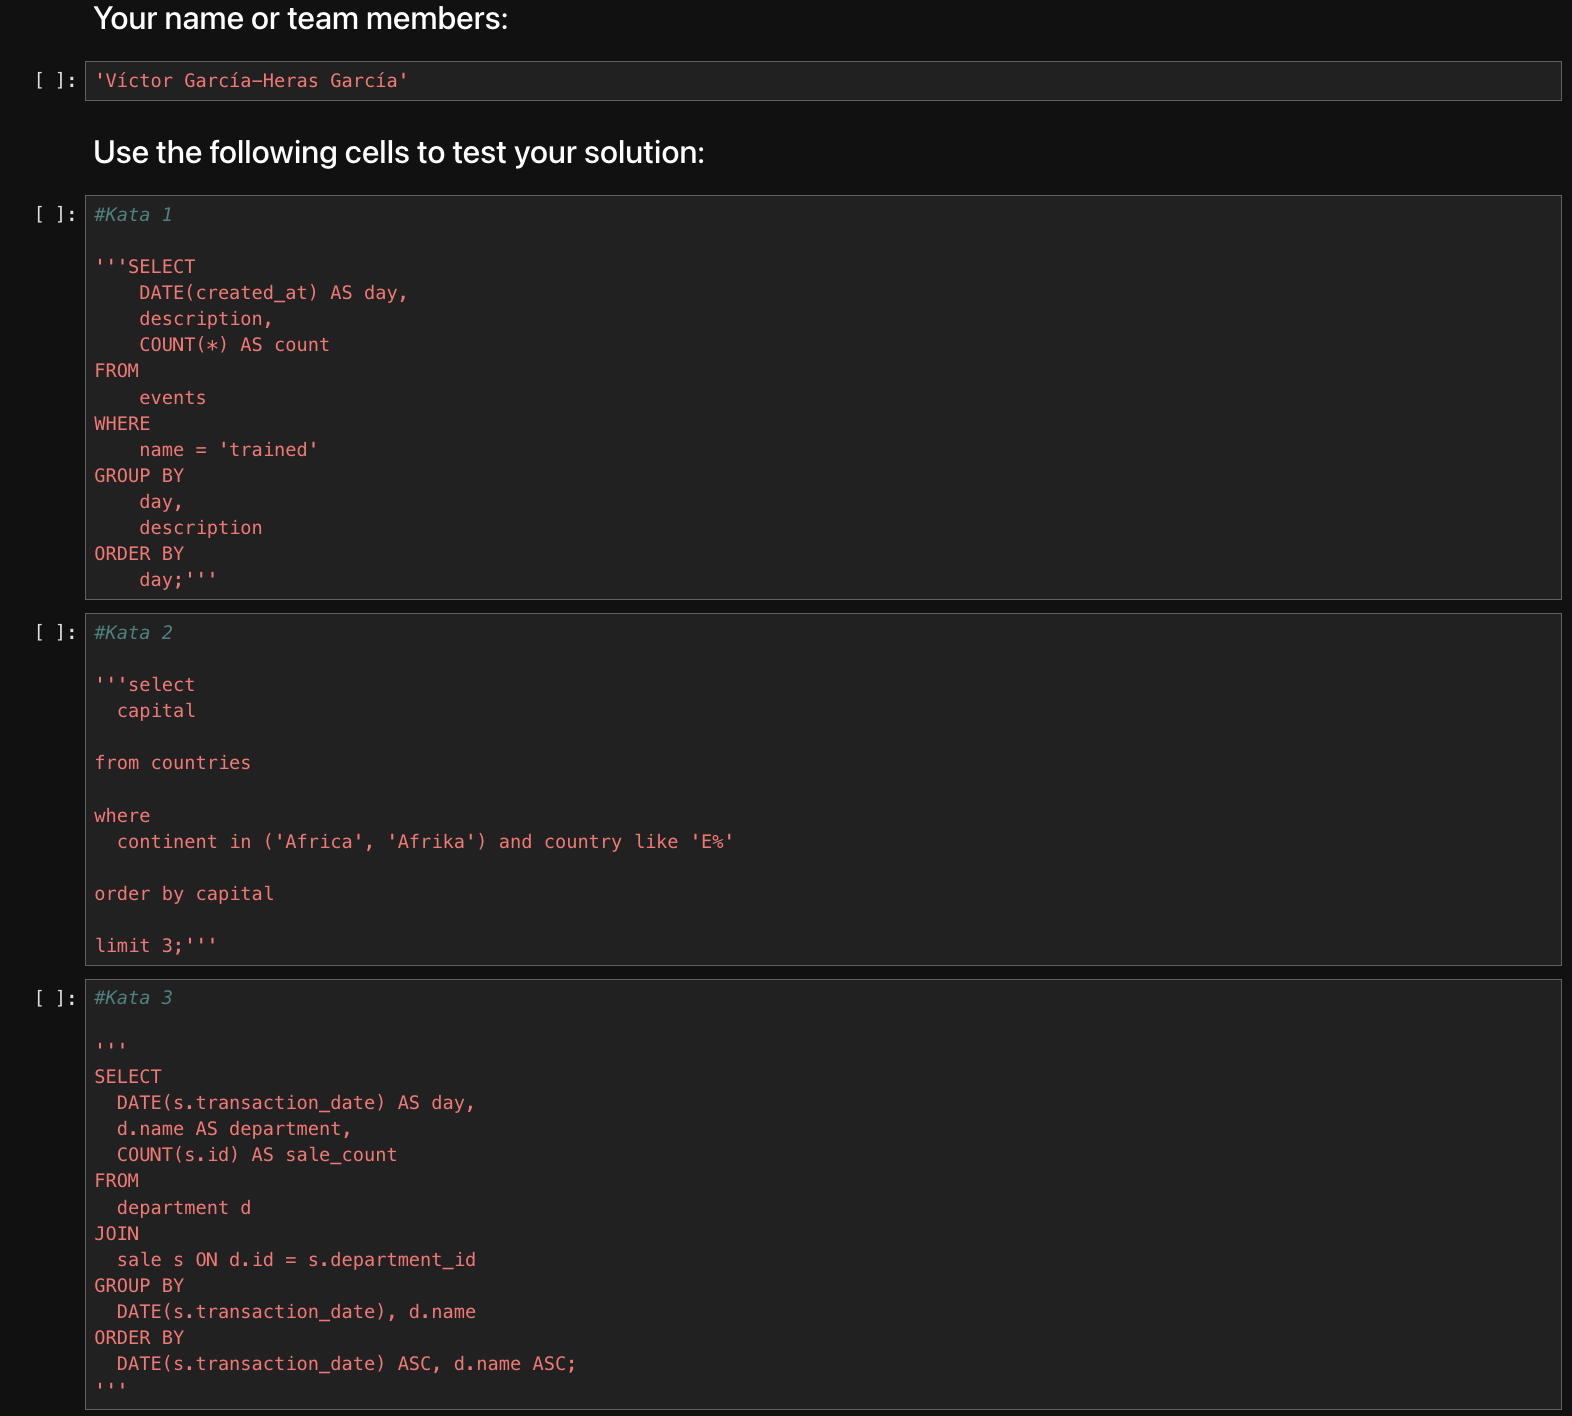 Your name or team members:
[ ]: 'Víctor García-Heras García'
Use the following cells to test your solution:
[ ]: #Kata 1
'''SELECT
    DATE(created_at) AS day,
    description,
    COUNT(*) AS count
FROM
    events
WHERE
    name = 'trained'
GROUP BY
    day,
    description
ORDER BY
    day;'''
[ ]: #Kata 2
'''select
  capital
from countries
where
  continent in ('Africa', 'Afrika') and country like 'E%'
order by capital
limit 3;'''
[ ]: #Kata 3
'''
SELECT
  DATE(s.transaction_date) AS day,
  d.name AS department,
  COUNT(s.id) AS sale_count
FROM
  department d
JOIN
  sale s ON d.id = s.department_id
GROUP BY
  DATE(s.transaction_date), d.name
ORDER BY
  DATE(s.transaction_date) ASC, d.name ASC;
'''